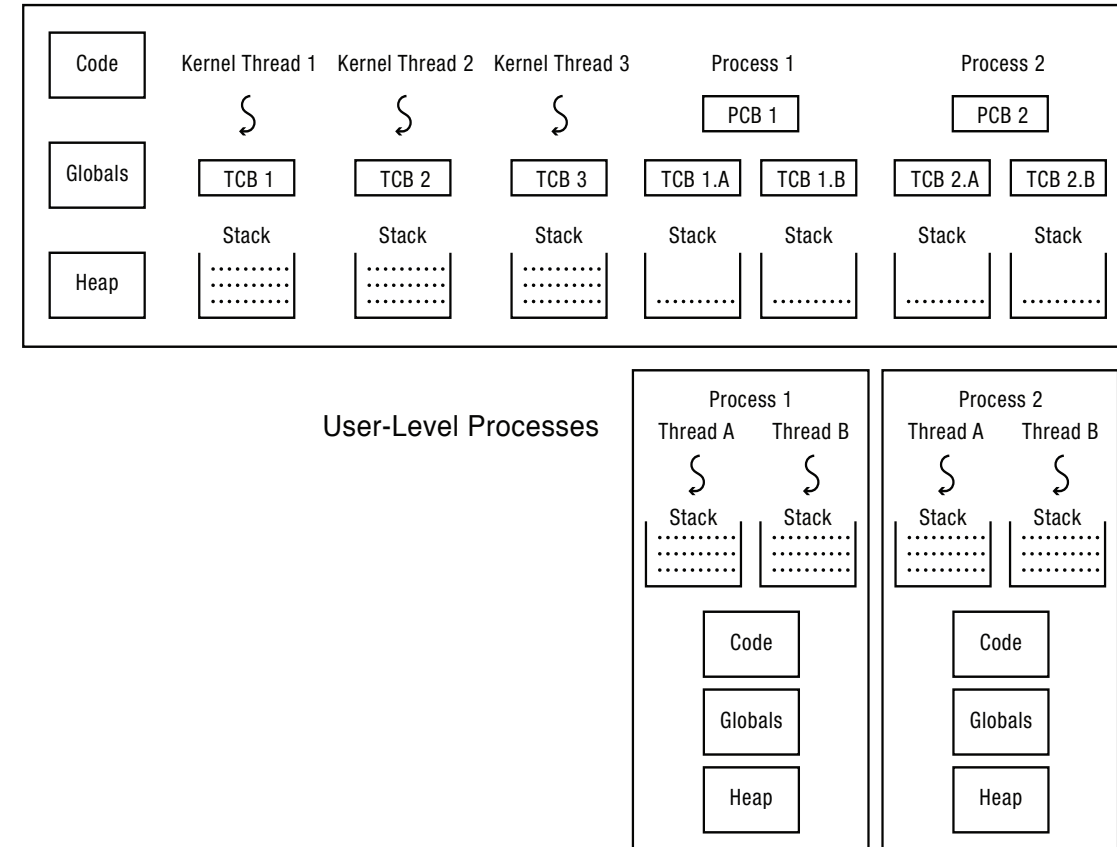 Code
Kernel Thread 1
Kernel Thread 2
Kernel Thread 3
Process 1
Process 2
PCB 1
PCB 2
Globals
TCB 1
TCB 2
TCB 3
TCB 1.A
TCB 1.B
TCB 2.A
TCB 2.B
Stack
Stack
Stack
Stack
Stack
Stack
Stack
Heap
User-Level Processes
Process 1
Thread A
Thread B
Stack
Stack
Code
Globals
Heap
Process 2
Thread A
Thread B
Stack
Stack
Code
Globals
Heap